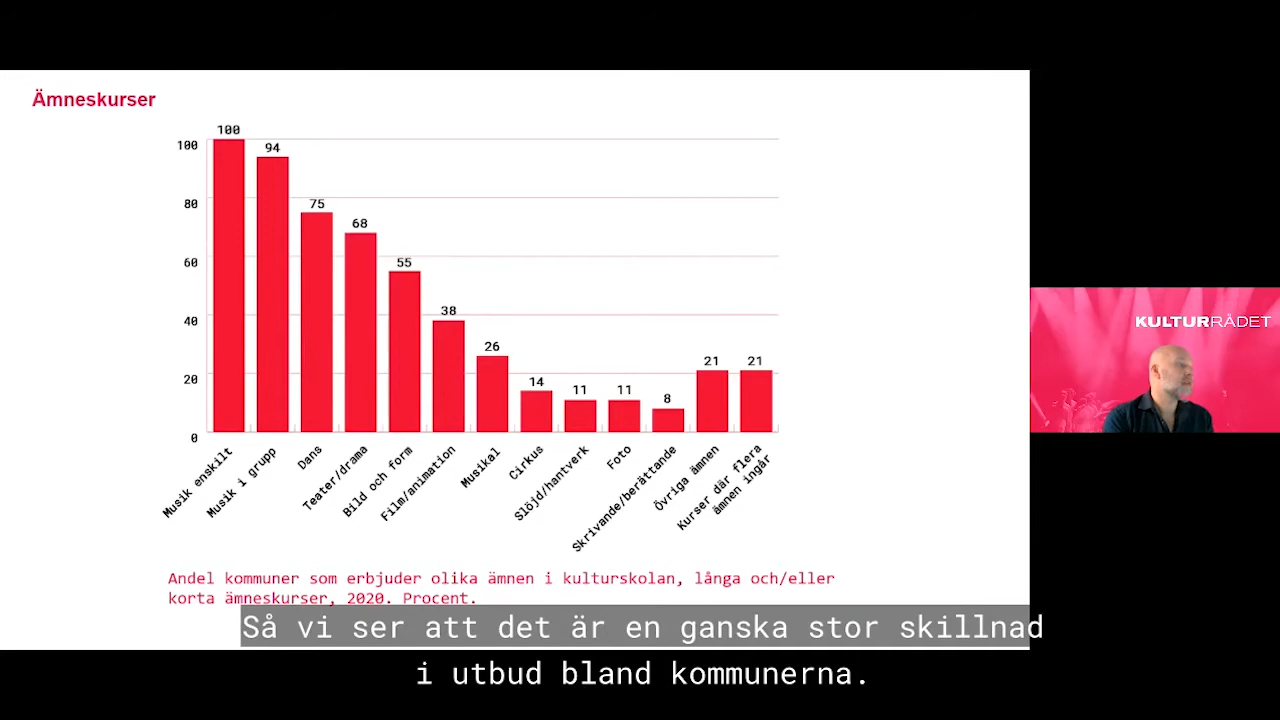 Ämneskurser
100
80
60
40
20
0
100
94
75
68
55
38
26
14
11
11
8
21
21
Musik enskilt
Musik i grupp
Dans
Teater/drama
Bild och form
Film/animation
Musikal
Cirkus
Slöjd/hantverk
Foto
Skrivande/berättande
Övriga ämnen
Kurser där flera
ämnen ingår
Andel kommuner som erbjuder olika ämnen i kulturskolan, långa och/eller
korta ämneskurser, 2020. Procent.
KULTURRÅDET
Så vi ser att det är en ganska stor skillnad
i utbud bland kommunerna.